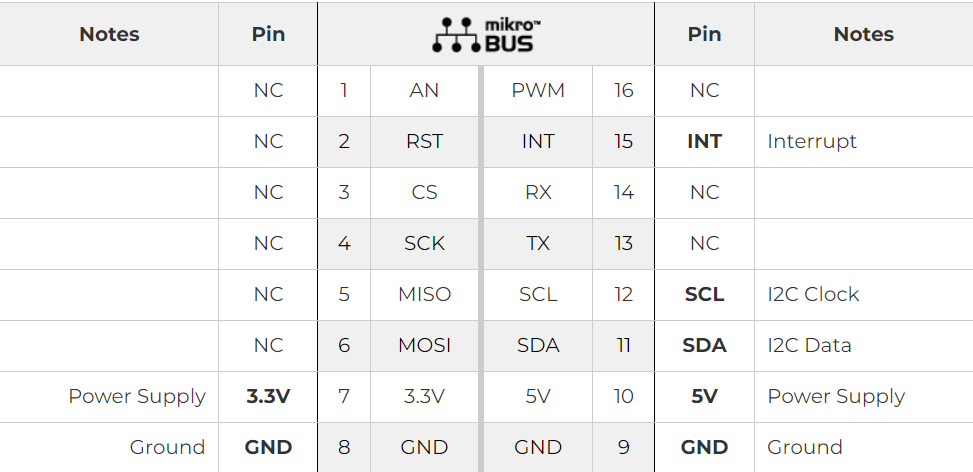 Notes Pin mikro™ BUS Pin Notes
NC 1 AN PWM 16 NC
NC 2 RST INT 15 INT Interrupt
NC 3 CS RX 14 NC
NC 4 SCK TX 13 NC
NC 5 MISO SCL 12 SCL I2C Clock
NC 6 MOSI SDA 11 SDA I2C Data
Power Supply 3.3V 7 3.3V 5V 10 5V Power Supply
Ground GND 8 GND GND 9 GND Ground